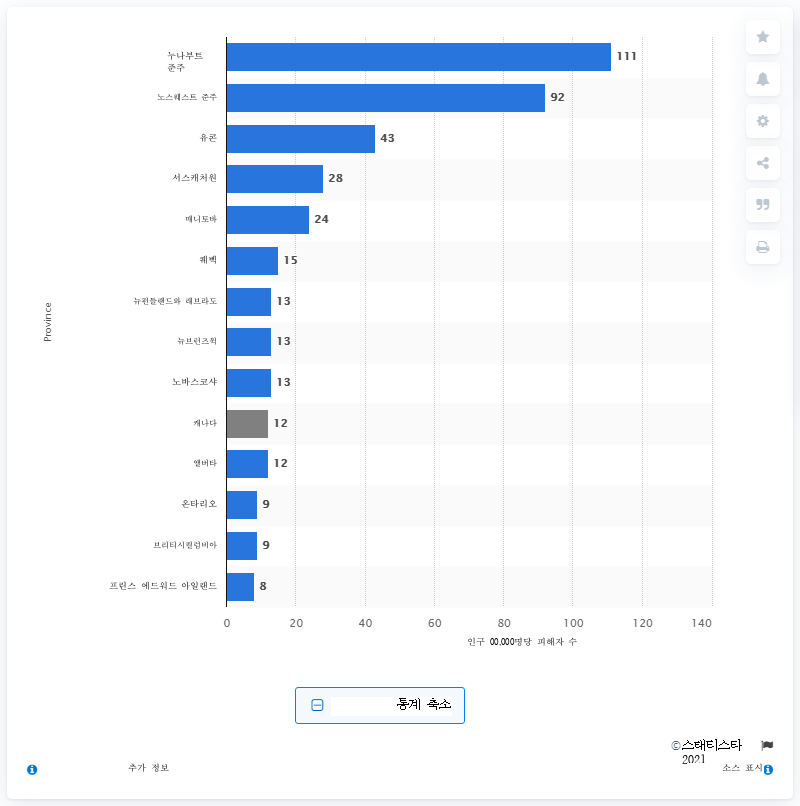 누나부트
준주
111
노스웨스트 준주
92
유콘
43
서스캐처원
28
매니토바
24
퀘벡
15
뉴펀들랜드와 래브라도
13
뉴브런즈윅
13
노바스코샤
13
캐나다
12
앨버타
12
온타리오
9
브리티시컬럼비아
9
프린스 에드워드 아일랜드
8
Province
0 20 40 60 80 100 120 140
인구 00,000명당 피해자 수
통계 축소
©스태티스타
2021
추가 정보
소스 표시